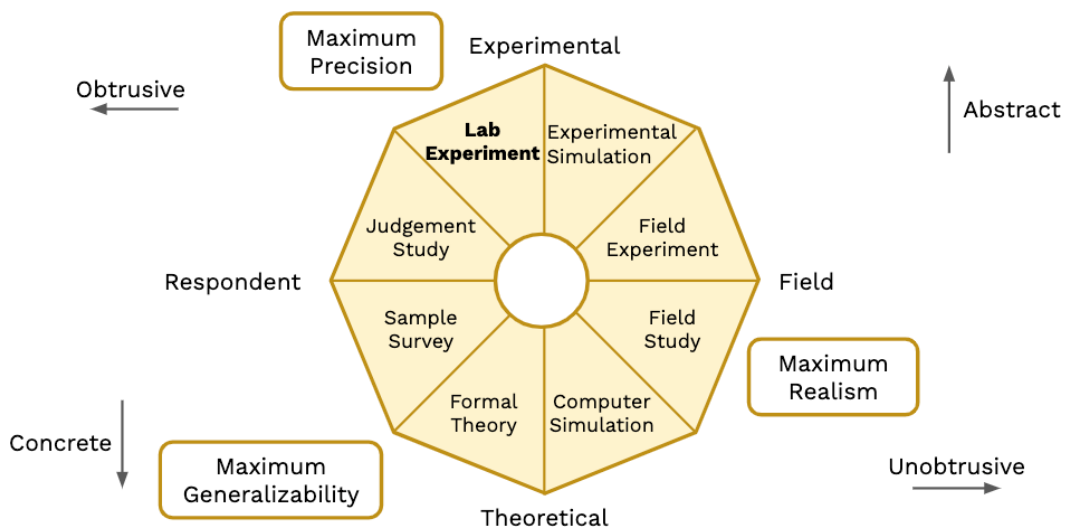 Maximum
Precision
Experimental
Obtrusive
Abstract
Lab
Experiment
Experimental
Simulation
Judgement
Study
Field
Experiment
Respondent
Field
Sample
Survey
Field
Study
Maximum
Realism
Formal
Theory
Computer
Simulation
Concrete
Maximum
Generalizability
Unobtrusive
Theoretical